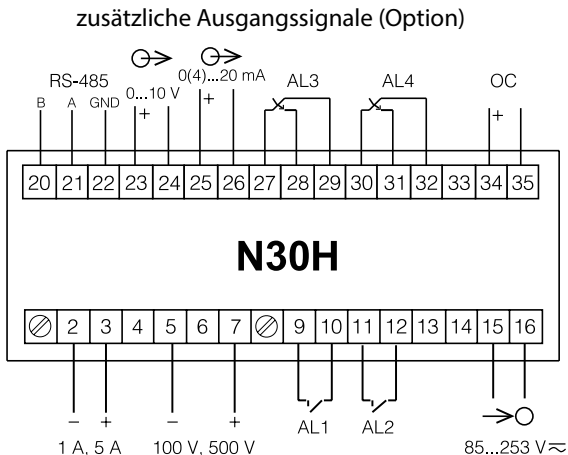 zusätzliche Ausgangssignale (Option)
RS-485 0...10 V 0(4)...20 mA AL3 AL4 OC
B A GND + + +
20 21 22 23 24 25 26 27 28 29 30 31 32 33 34 35
N30H
2 3 4 5 6 7 9 10 11 12 13 14 15 16
− + − + AL1 AL2
1 A, 5 A 100 V, 500 V 85...253 V≂